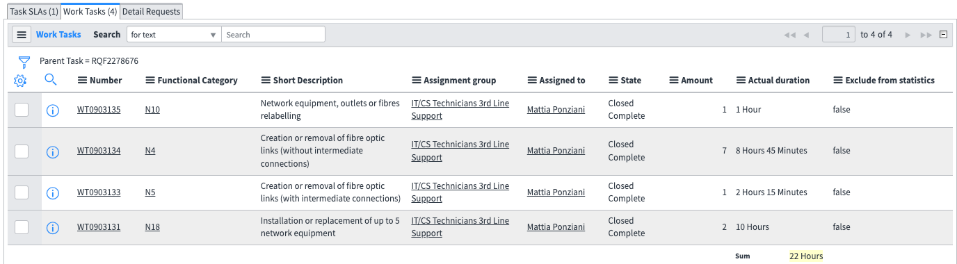 Task SLAs (1) Work Tasks (4) Detail Requests
Work Tasks Search for text Search 1 to 4 of 4
Parent Task = RQF2278676
Number Functional Category Short Description Assignment group Assigned to State Amount Actual duration Exclude from statistics
WT0903135 N10 Network equipment, outlets or fibres relabelling IT/CS Technicians 3rd Line Support Mattia Ponziani Closed Complete 1 1 Hour false
WT0903134 N4 Creation or removal of fibre optic links (without intermediate connections) IT/CS Technicians 3rd Line Support Mattia Ponziani Closed Complete 7 8 Hours 45 Minutes false
WT0903133 N5 Creation or removal of fibre optic links (with intermediate connections) IT/CS Technicians 3rd Line Support Mattia Ponziani Closed Complete 1 2 Hours 15 Minutes false
WT0903131 N18 Installation or replacement of up to 5 network equipment IT/CS Technicians 3rd Line Support Mattia Ponziani Closed Complete 2 10 Hours false
Sum 22 Hours